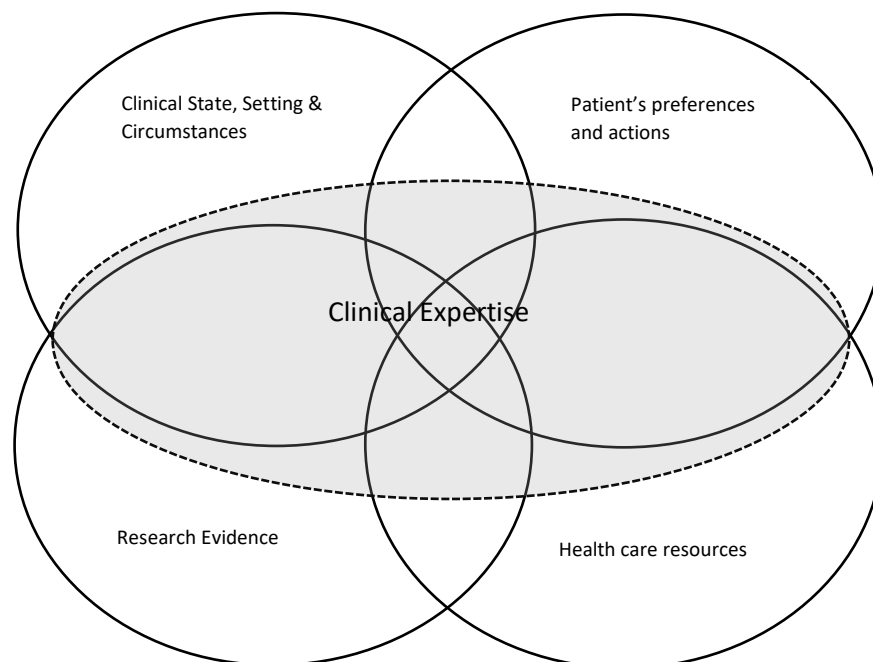 Clinical State, Setting &
Circumstances
Patient’s preferences
and actions
Clinical Expertise
Research Evidence
Health care resources